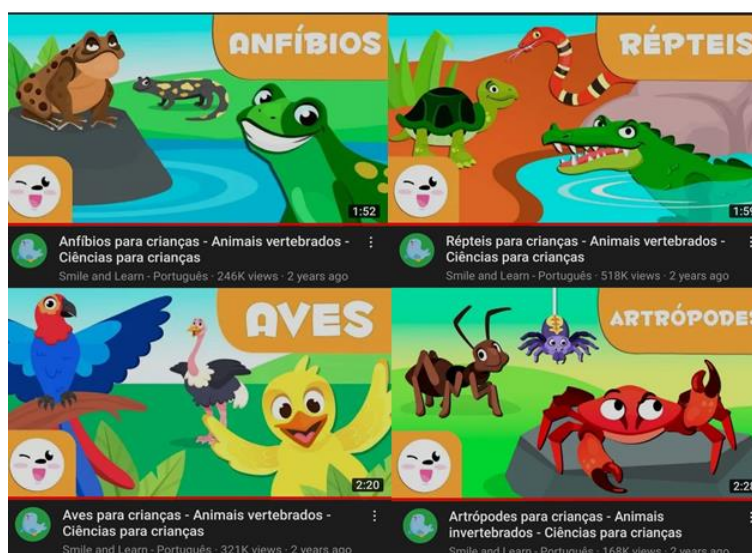 ANFÍBIOS
1:52
Anfíbios para crianças - Animais vertebrados -
Ciências para crianças
Smile and Learn - Português · 246K views · 2 years ago
RÉPTEIS
1:59
Répteis para crianças - Animais vertebrados -
Ciências para crianças
Smile and Learn - Português · 518K views · 2 years ago
AVES
2:20
Aves para crianças - Animais vertebrados -
Ciências para crianças
Smile and Learn - Português · 321K views · 2 years ago
ARTRÓPODES
2:28
Artrópodes para crianças - Animais
invertebrados - Ciências para crianças
Smile and Learn - Português · 168K views · 2 years ago